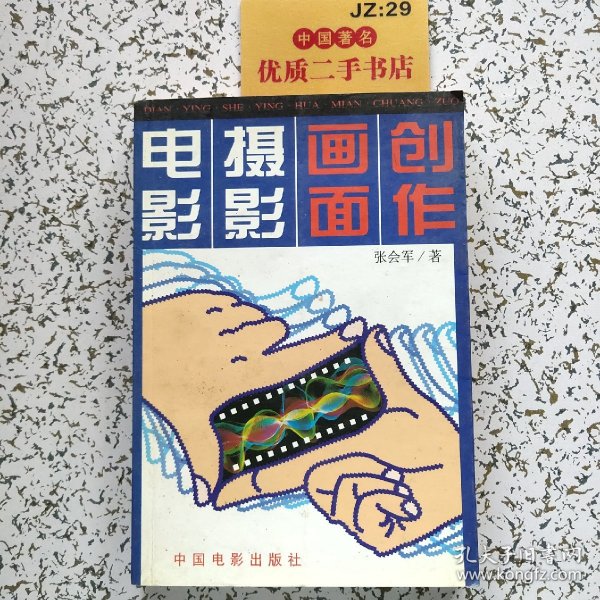 JZ:29
中国著名
优质二手书店
DIAN·YING·SHE·YING·HUA·MIAN·CHUANG·ZUO
电影 摄影 画面 创作
张会军／著
中国电影出版社
孔夫子旧书网
www.kongfz.com